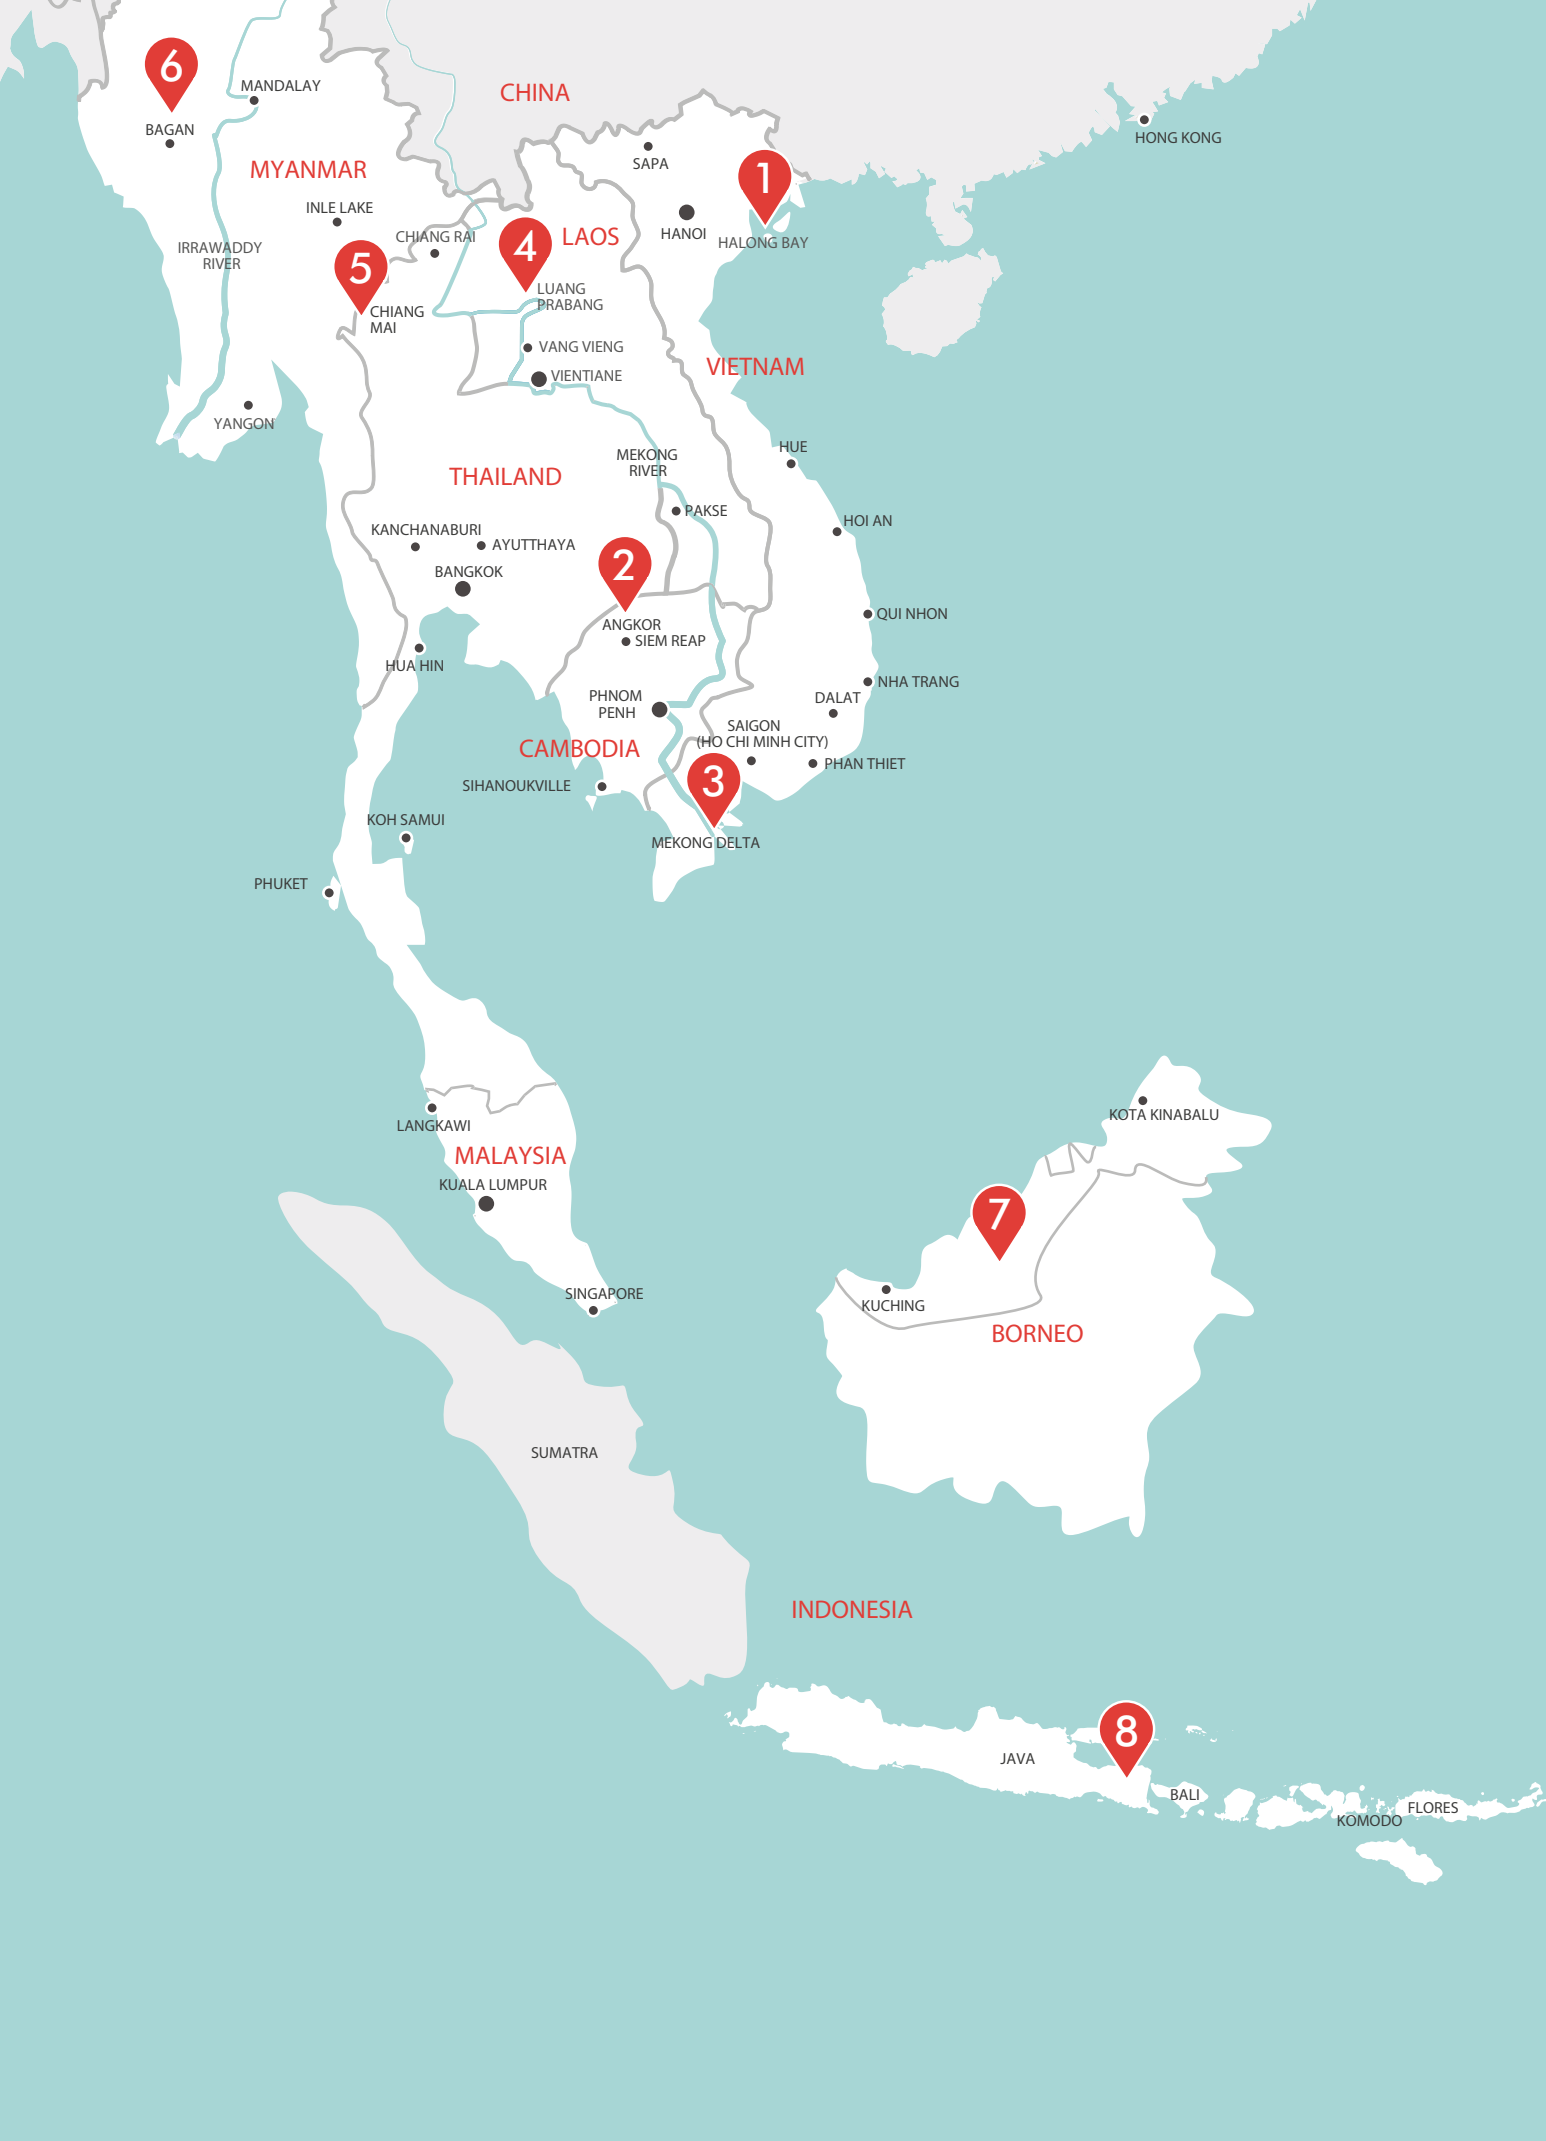 6
CHINA
MANDALAY
BAGAN
HONG KONG
SAPA
MYANMAR
1
INLE LAKE
HANOI
HALONG BAY
CHIANG RAI
4
LAOS
IRRAWADDY
RIVER
5
LUANG
PRABANG
CHIANG
MAI
VANG VIENG
VIENTIANE
VIETNAM
YANGON
HUE
MEKONG
RIVER
THAILAND
PAKSE
HOI AN
KANCHANABURI
AYUTTHAYA
BANGKOK
2
ANGKOR
SIEM REAP
QUI NHON
HUA HIN
NHA TRANG
PHNOM
PENH
DALAT
SAIGON
(HO CHI MINH CITY)
CAMBODIA
PHAN THIET
3
SIHANOUKVILLE
KOH SAMUI
MEKONG DELTA
PHUKET
KOTA KINABALU
LANGKAWI
MALAYSIA
KUALA LUMPUR
7
SINGAPORE
KUCHING
BORNEO
SUMATRA
INDONESIA
8
JAVA
BALI
FLORES
KOMODO